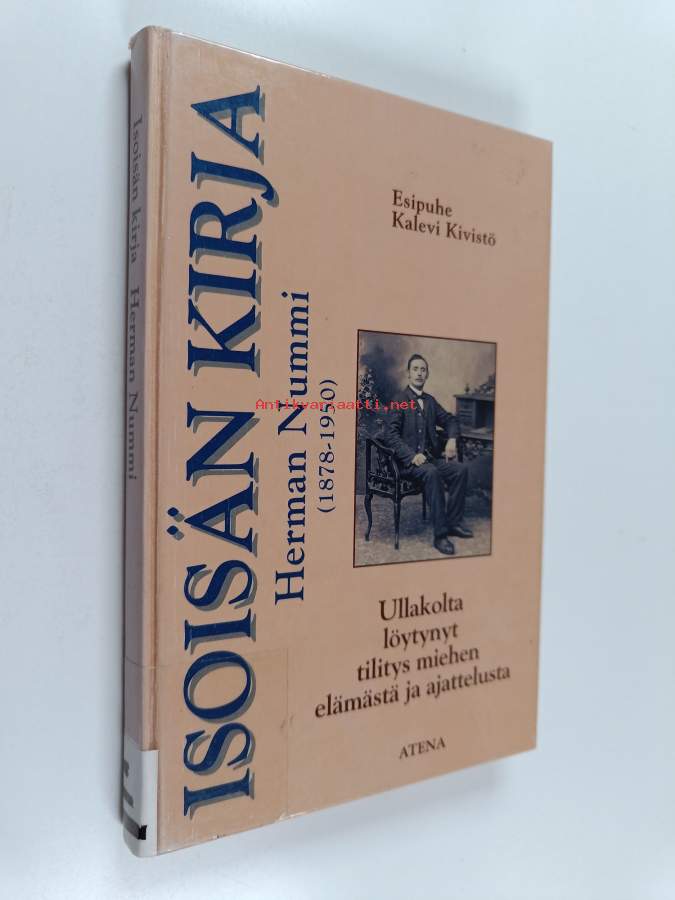 Isoisän kirja Herman Nummi
ISOISÄN KIRJA
Herman Nummi
(1878-1950)
Esipuhe
Kalevi Kivistö
Antikvariaatti.net
Ullakolta
löytynyt
tilitys miehen
elämästä ja ajattelusta
ATENA